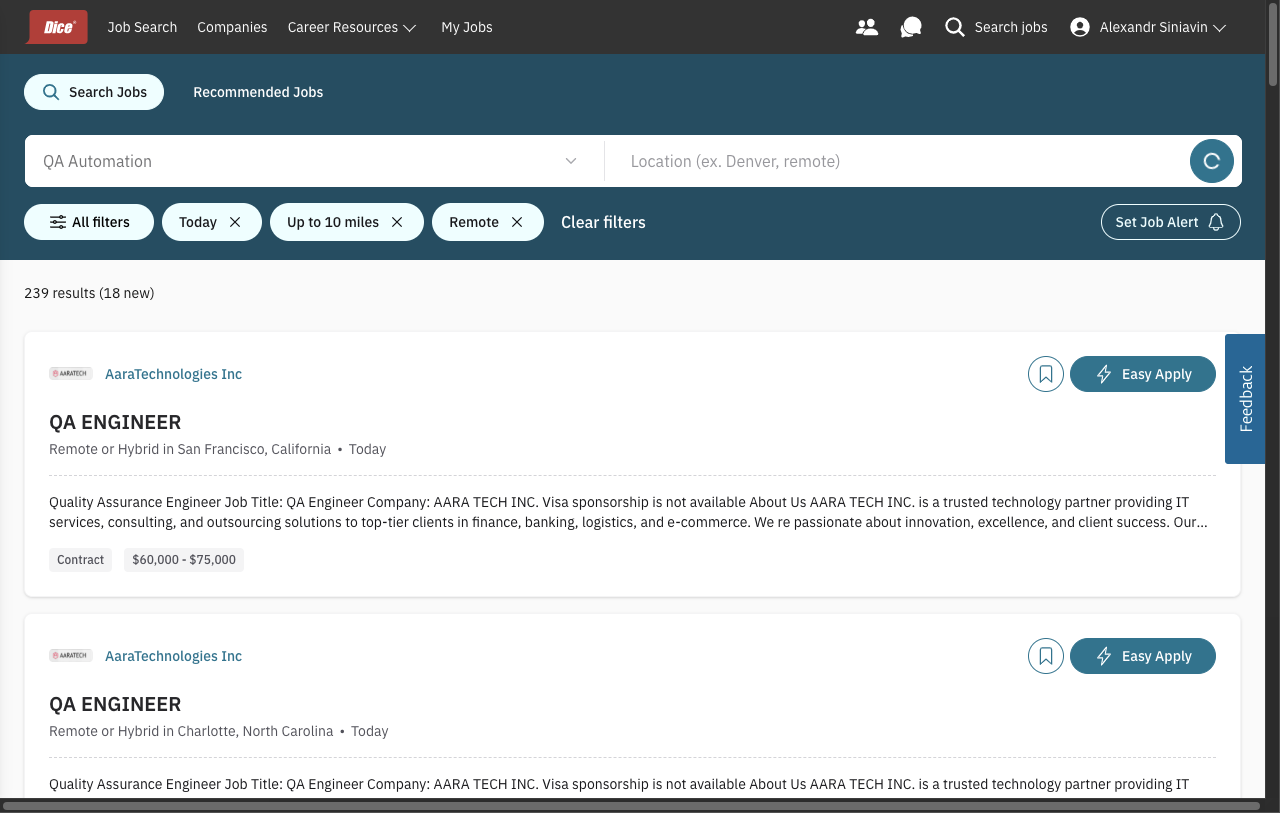 Dice
Job Search
Companies
Career Resources
My Jobs
Search jobs
Alexandr Siniavin
Search Jobs
Recommended Jobs
QA Automation
Location (ex. Denver, remote)
All filters
Today
Up to 10 miles
Remote
Clear filters
Set Job Alert
239 results (18 new)
AARATECH
AaraTechnologies Inc
Easy Apply
Feedback
QA ENGINEER
Remote or Hybrid in San Francisco, California • Today
Quality Assurance Engineer Job Title: QA Engineer Company: AARA TECH INC. Visa sponsorship is not available About Us AARA TECH INC. is a trusted technology partner providing IT
services, consulting, and outsourcing solutions to top-tier clients in finance, banking, logistics, and e-commerce. We re passionate about innovation, excellence, and client success. Our...
Contract
$60,000 - $75,000
AARATECH
AaraTechnologies Inc
Easy Apply
QA ENGINEER
Remote or Hybrid in Charlotte, North Carolina • Today
Quality Assurance Engineer Job Title: QA Engineer Company: AARA TECH INC. Visa sponsorship is not available About Us AARA TECH INC. is a trusted technology partner providing IT